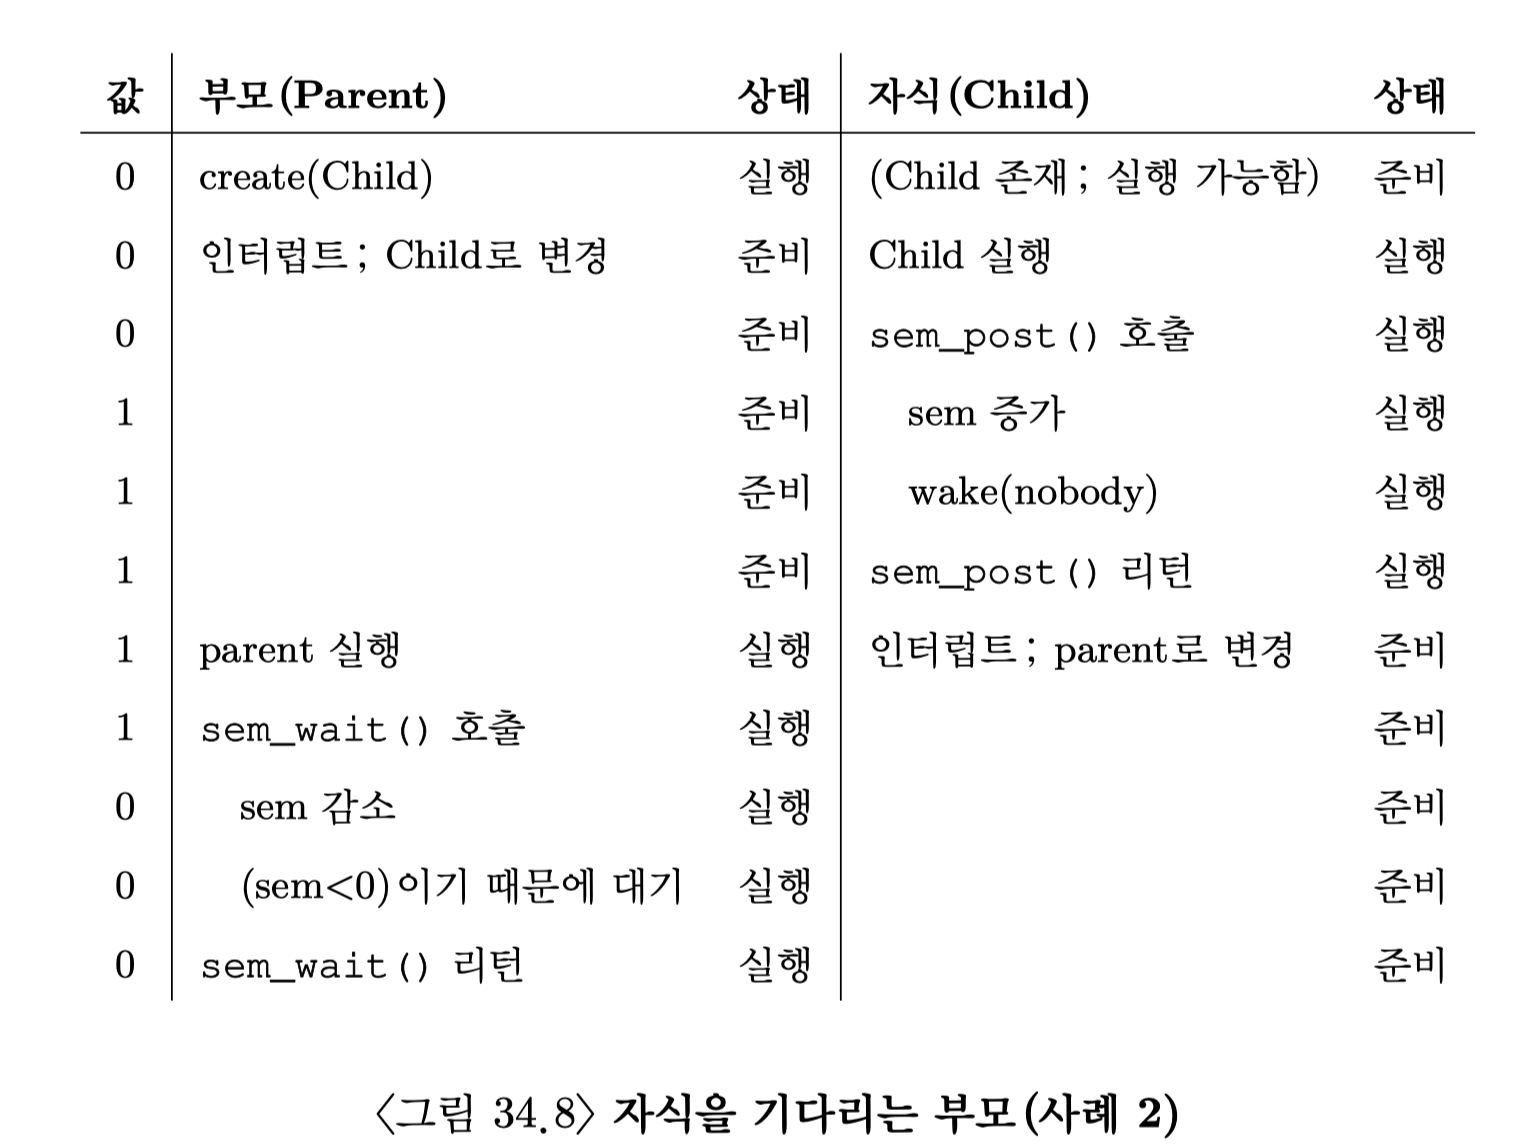 값 부모(Parent) 상태 자식(Child) 상태
0 create(Child) 실행 (Child 존재; 실행 가능함) 준비
0 인터럽트; Child로 변경 준비 Child 실행 실행
0 준비 sem_post() 호출 실행
1 준비 sem 증가 실행
1 준비 wake(nobody) 실행
1 준비 sem_post() 리턴 실행
1 parent 실행 실행 인터럽트; parent로 변경 준비
1 sem_wait() 호출 실행 준비
0 sem 감소 실행 준비
0 (sem<0)이기 때문에 대기 실행 준비
0 sem_wait() 리턴 실행 준비
〈그림 34.8〉 자식을 기다리는 부모(사례 2)